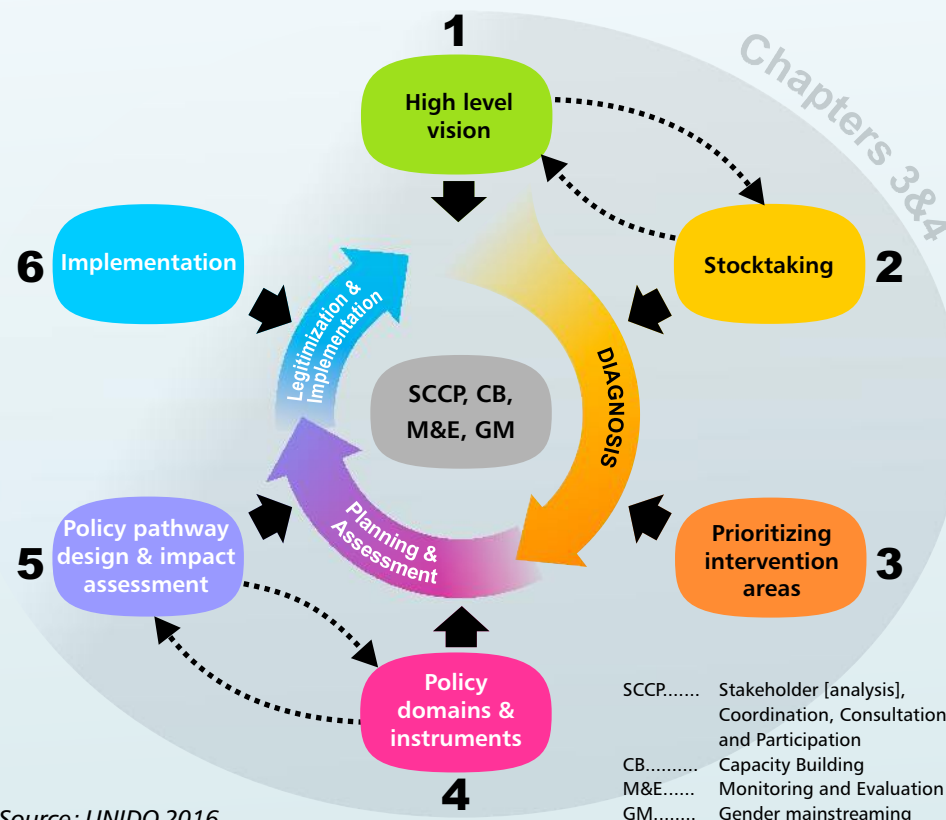 1
High level
vision
Chapters 3&4
Stocktaking
2
6
Implementation
Legitimization &
Implementation
DIAGNOSIS
SCCP, CB,
M&E, GM
Planning &
Assessment
Prioritizing
intervention
areas
3
5
Policy pathway
design & impact
assessment
Policy
domains &
instruments
4
SCCP....... Stakeholder [analysis],
Coordination, Consultation
and Participation
CB.......... Capacity Building
M&E...... Monitoring and Evaluation
GM........ Gender mainstreaming
Source: UNIDO 2016